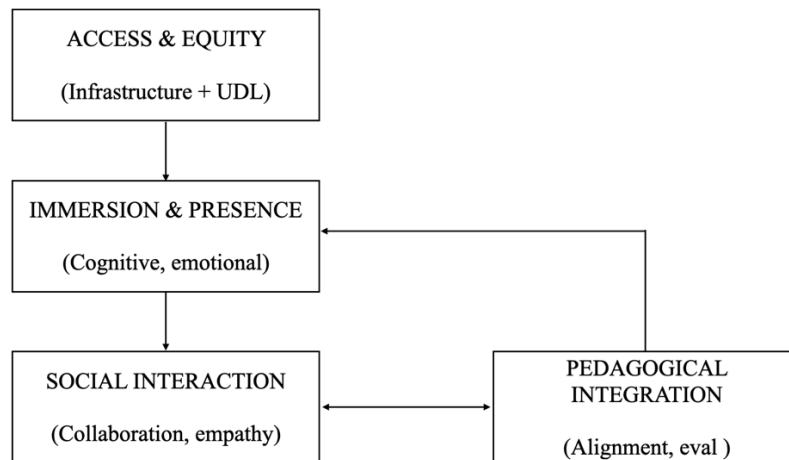 ACCESS & EQUITY
(Infrastructure + UDL)
IMMERSION & PRESENCE
(Cognitive, emotional)
SOCIAL INTERACTION
(Collaboration, empathy)
PEDAGOGICAL
INTEGRATION
(Alignment, eval )